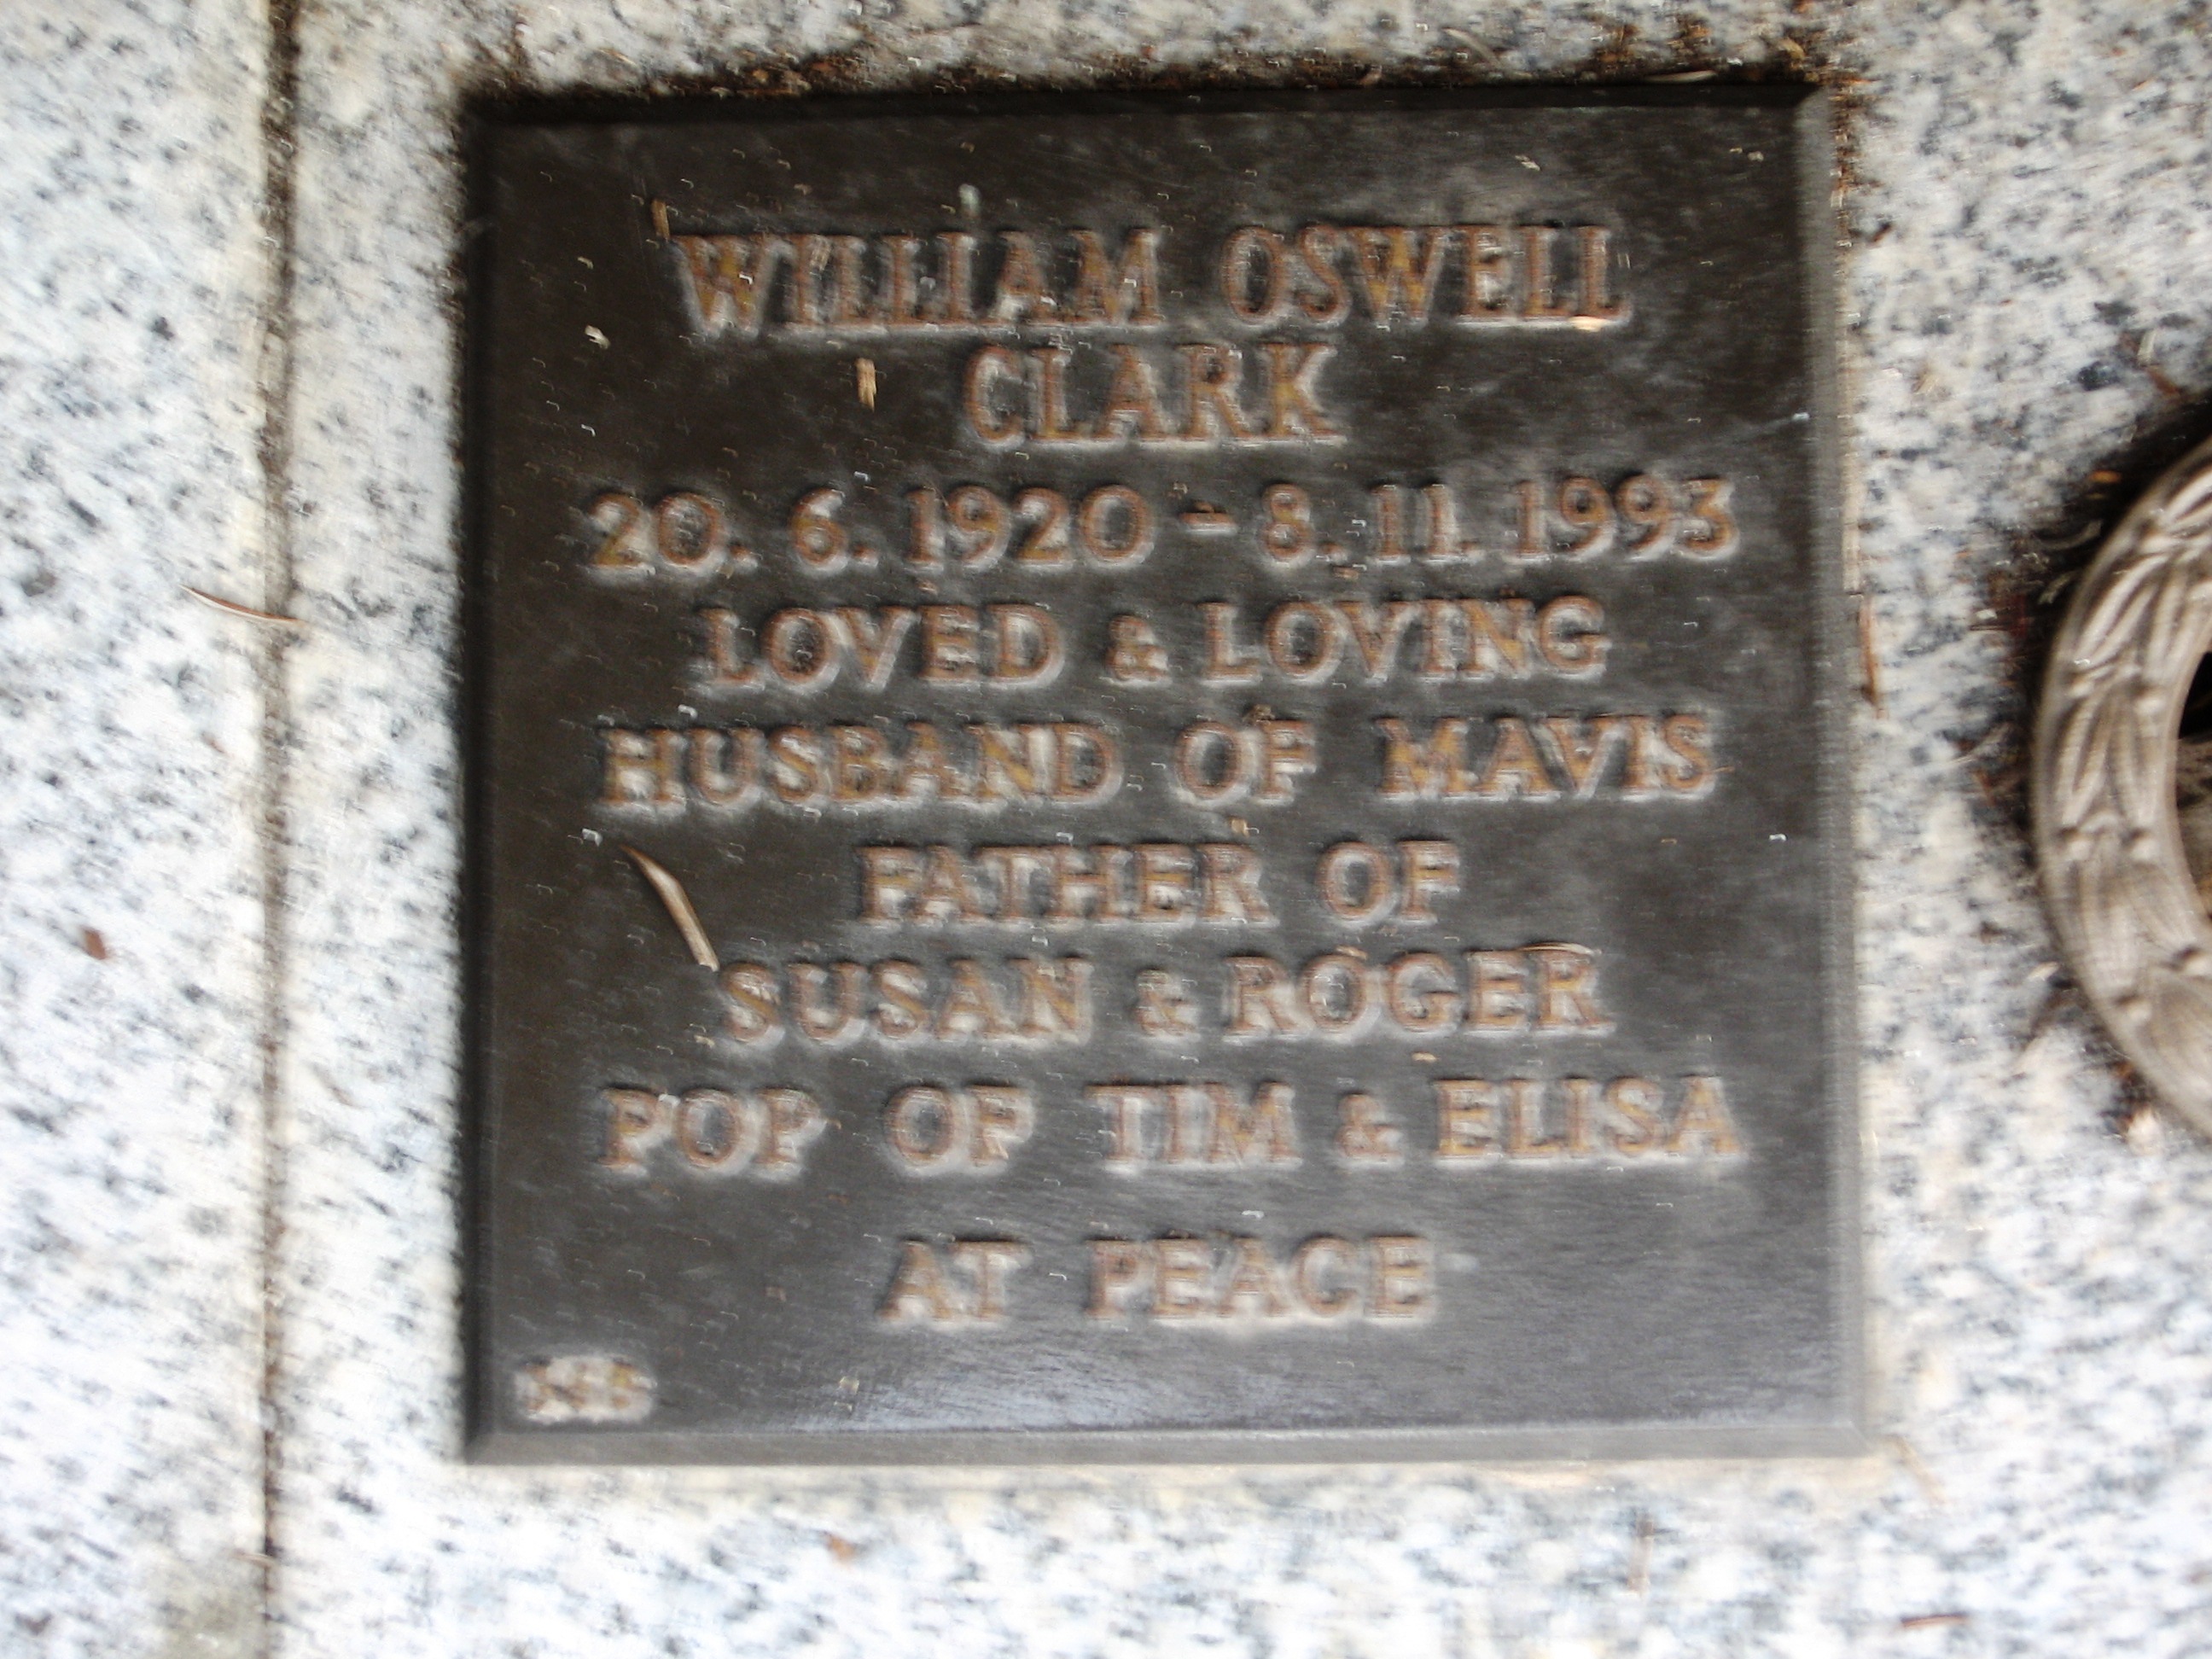 WILLIAM OSWELL
CLARK
20. 6. 1920 - 8. 11. 1993
LOVED & LOVING
HUSBAND OF MAVIS
FATHER OF
SUSAN & ROGER
POP OF TIM & ELISA
AT PEACE